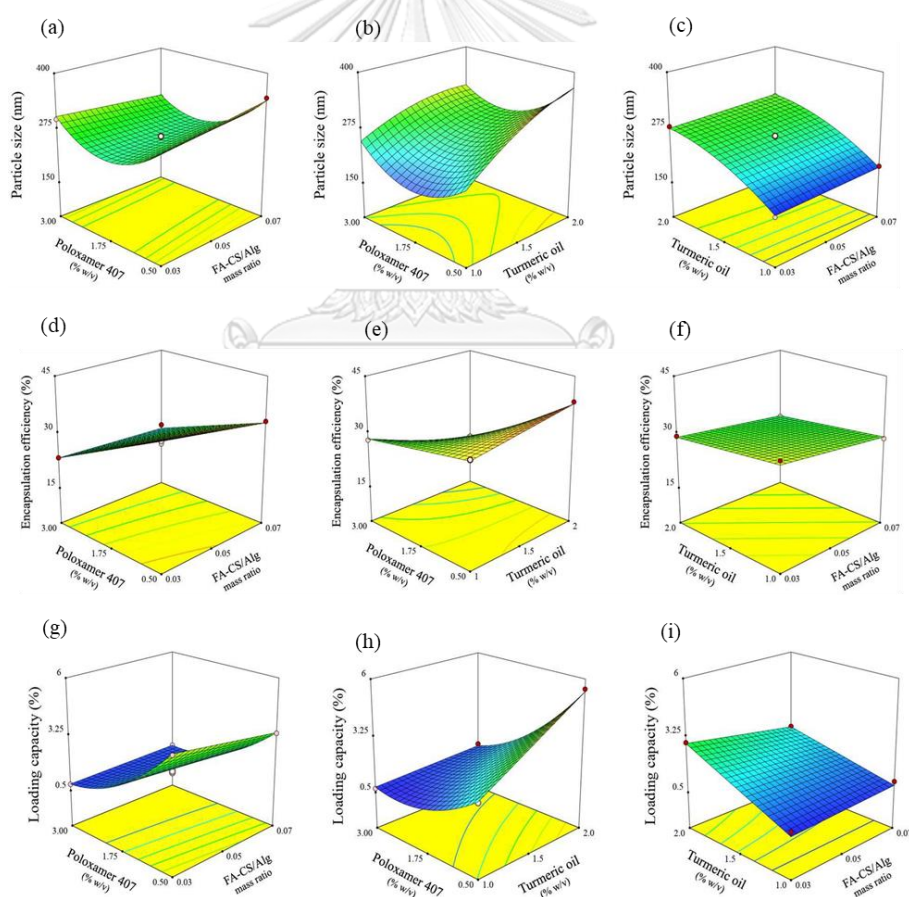 (a)
(b)
(c)
400
275
150
Particle size (nm)
3.00
1.75
0.50
Poloxamer 407
(% w/v)
0.03
0.05
0.07
FA-CS/Alg
mass ratio
400
275
150
Particle size (nm)
3.00
1.75
0.50
Poloxamer 407
(% w/v)
1.0
1.5
2.0
Turmeric oil
(% w/v)
400
275
150
Particle size (nm)
2.0
1.5
1.0
Turmeric oil
(% w/v)
0.03
0.05
0.07
FA-CS/Alg
mass ratio
(d)
(e)
(f)
45
30
15
Encapsulation efficiency (%)
3.00
1.75
0.50
Poloxamer 407
(% w/v)
0.03
0.05
0.07
FA-CS/Alg
mass ratio
45
30
15
Encapsulation efficiency (%)
3.00
1.75
0.50
Poloxamer 407
(% w/v)
1
1.5
2
Turmeric oil
(% w/v)
45
30
15
Encapsulation efficiency (%)
2.0
1.5
1.0
Turmeric oil
(% w/v)
0.03
0.05
0.07
FA-CS/Alg
mass ratio
(g)
(h)
(i)
6
3.25
0.5
Loading capacity (%)
3.00
1.75
0.50
Poloxamer 407
(% w/v)
0.03
0.05
0.07
FA-CS/Alg
mass ratio
6
3.25
0.5
Loading capacity (%)
3.00
1.75
0.50
Poloxamer 407
(% w/v)
1.0
1.5
2.0
Turmeric oil
(% w/v)
6
3.25
0.5
Loading capacity (%)
2.0
1.5
1.0
Turmeric oil
(% w/v)
0.03
0.05
0.07
FA-CS/Alg
mass ratio